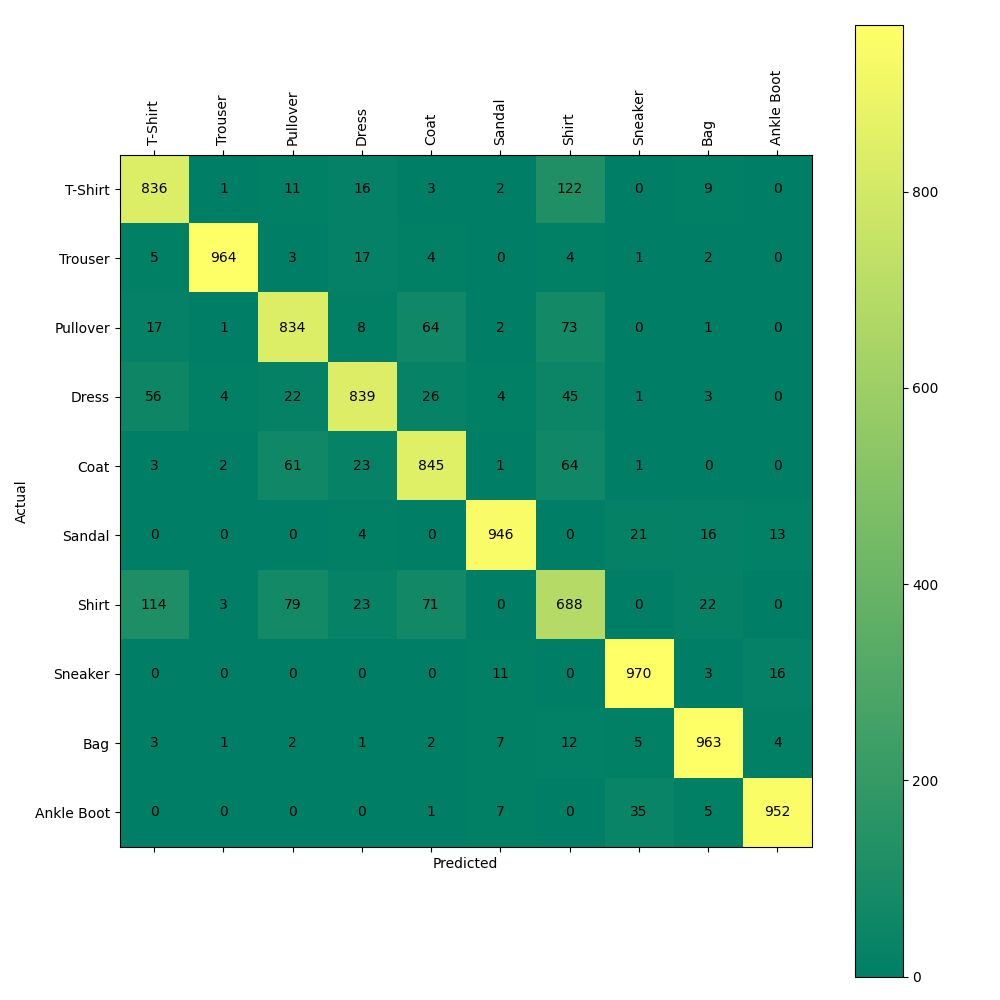 T-Shirt Trouser Pullover Dress Coat Sandal Shirt Sneaker Bag Ankle Boot
T-Shirt 836 1 11 16 3 2 122 0 9 0
Trouser 5 964 3 17 4 0 4 1 2 0
Pullover 17 1 834 8 64 2 73 0 1 0
Dress 56 4 22 839 26 4 45 1 3 0
Coat 3 2 61 23 845 1 64 1 0 0
Sandal 0 0 0 4 0 946 0 21 16 13
Shirt 114 3 79 23 71 0 688 0 22 0
Sneaker 0 0 0 0 0 11 0 970 3 16
Bag 3 1 2 1 2 7 12 5 963 4
Ankle Boot 0 0 0 0 1 7 0 35 5 952
Actual
Predicted
800
600
400
200
0